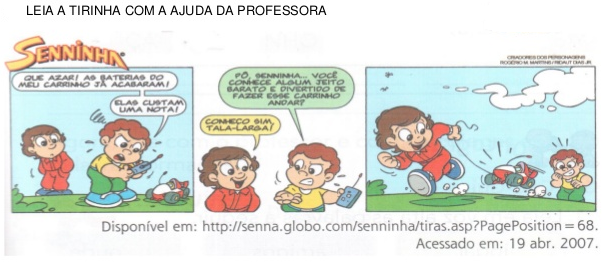 LEIA A TIRINHA COM A AJUDA DA PROFESSORA
SENNINHA
CRIADORES DOS PERSONAGENS
ROGÉRIO M. MARTINS/RIDAUT DIAS JR.
QUE AZAR! AS BATERIAS DO
MEU CARRINHO JÁ ACABARAM!
ELAS CUSTAM
UMA NOTA!
PÔ, SENNINHA... VOCÊ
CONHECE ALGUM JEITO
BARATO E DIVERTIDO DE
FAZER ESSE CARRINHO
ANDAR?
CONHEÇO SIM,
TALA-LARGA!
Disponível em: http://senna.globo.com/senninha/tiras.asp?PagePosition=68.
Acessado em: 19 abr. 2007.